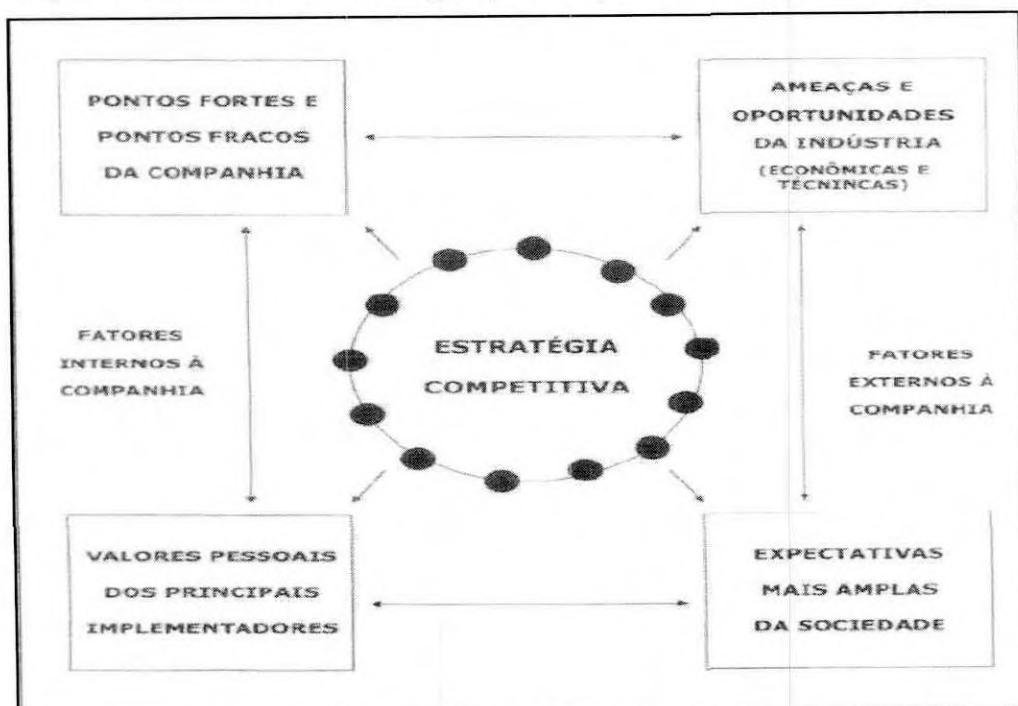 PONTOS FORTES E
PONTOS FRACOS
DA COMPANHIA
AMEAÇAS E
OPORTUNIDADES
DA INDÚSTRIA
(ECONÔMICAS E
TÉCNINCAS)
FATORES
INTERNOS À
COMPANHIA
ESTRATÉGIA
COMPETITIVA
FATORES
EXTERNOS À
COMPANHIA
VALORES PESSOAIS
DOS PRINCIPAIS
IMPLEMENTADORES
EXPECTATIVAS
MAIS AMPLAS
DA SOCIEDADE